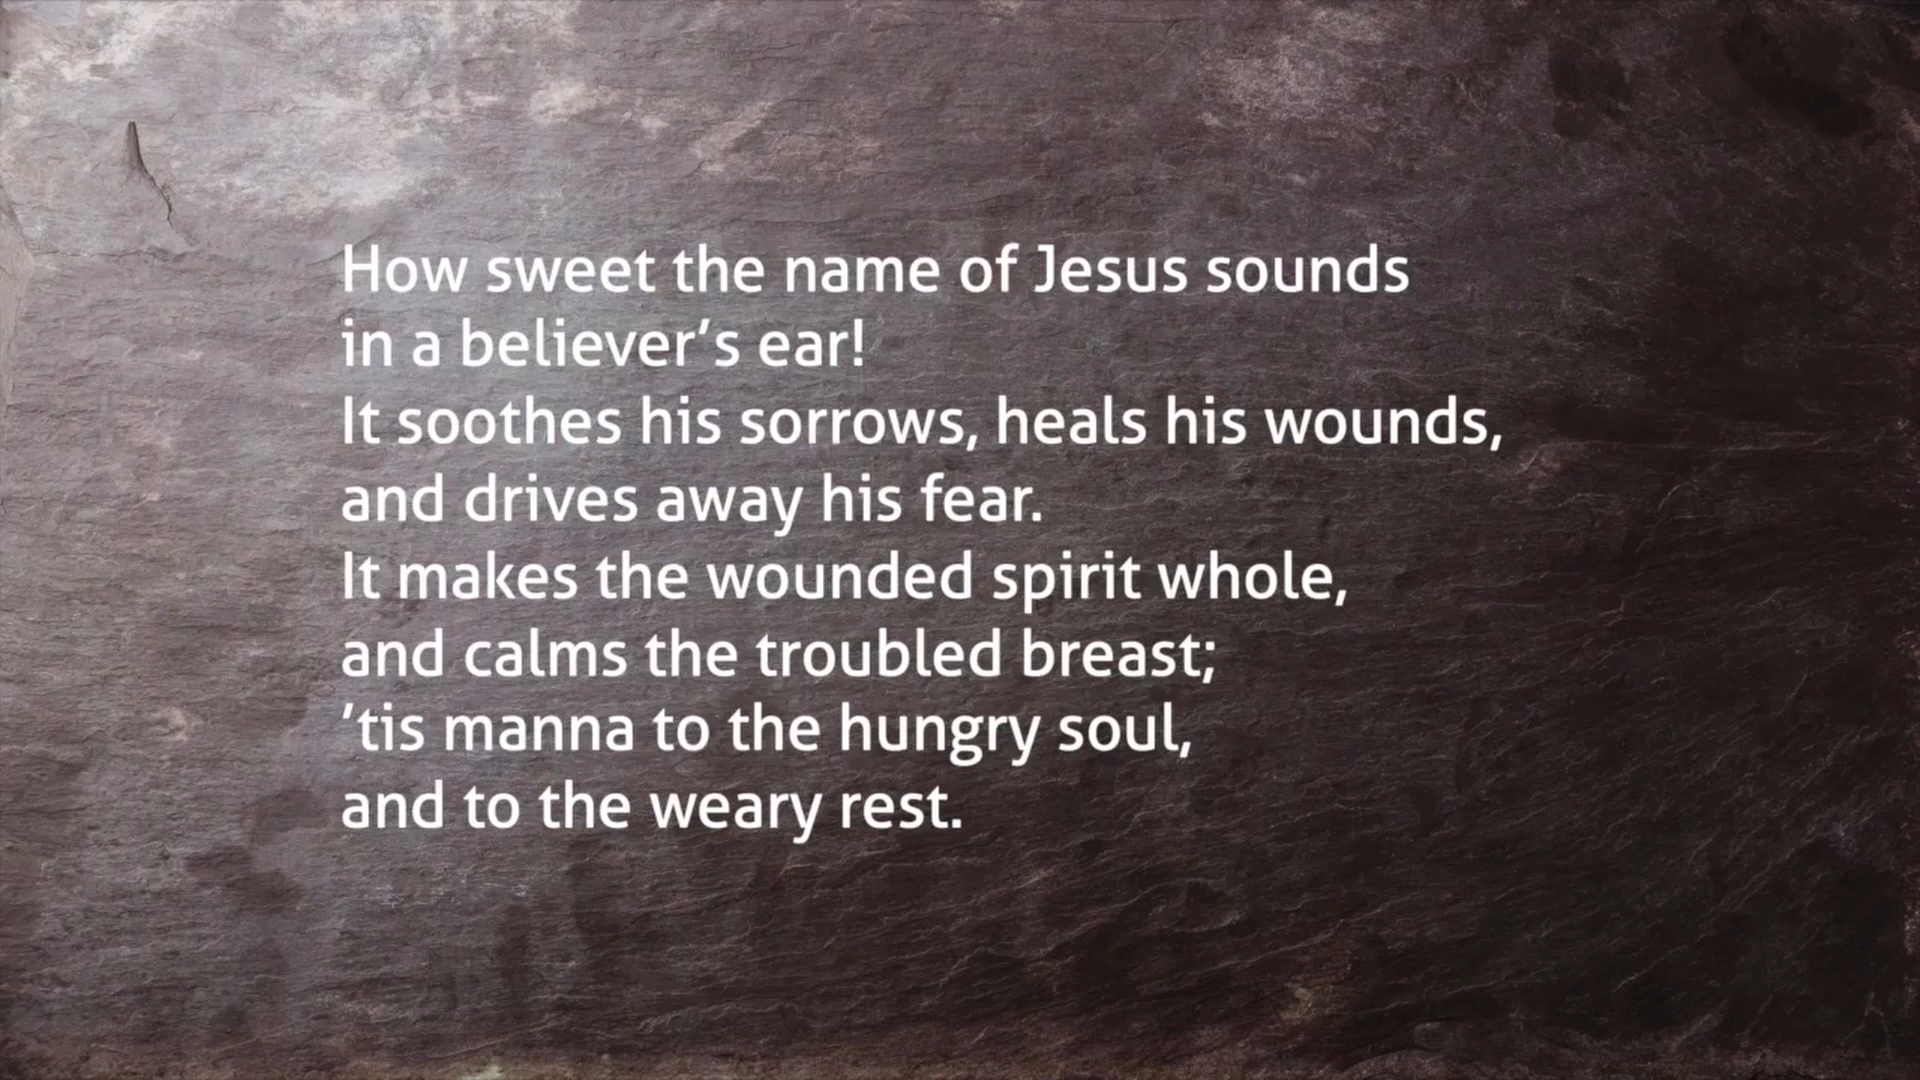 How sweet the name of Jesus sounds
in a believer’s ear!
It soothes his sorrows, heals his wounds,
and drives away his fear.
It makes the wounded spirit whole,
and calms the troubled breast;
’tis manna to the hungry soul,
and to the weary rest.